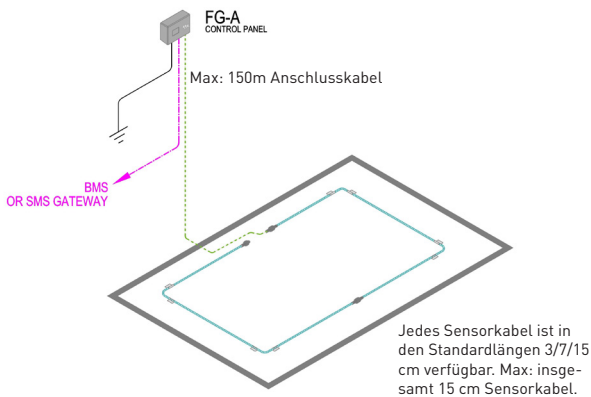 FG-A
CONTROL PANEL
Max: 150m Anschlusskabel
BMS
OR SMS GATEWAY
Jedes Sensorkabel ist in
den Standardlängen 3/7/15
cm verfügbar. Max: insge-
samt 15 cm Sensorkabel.